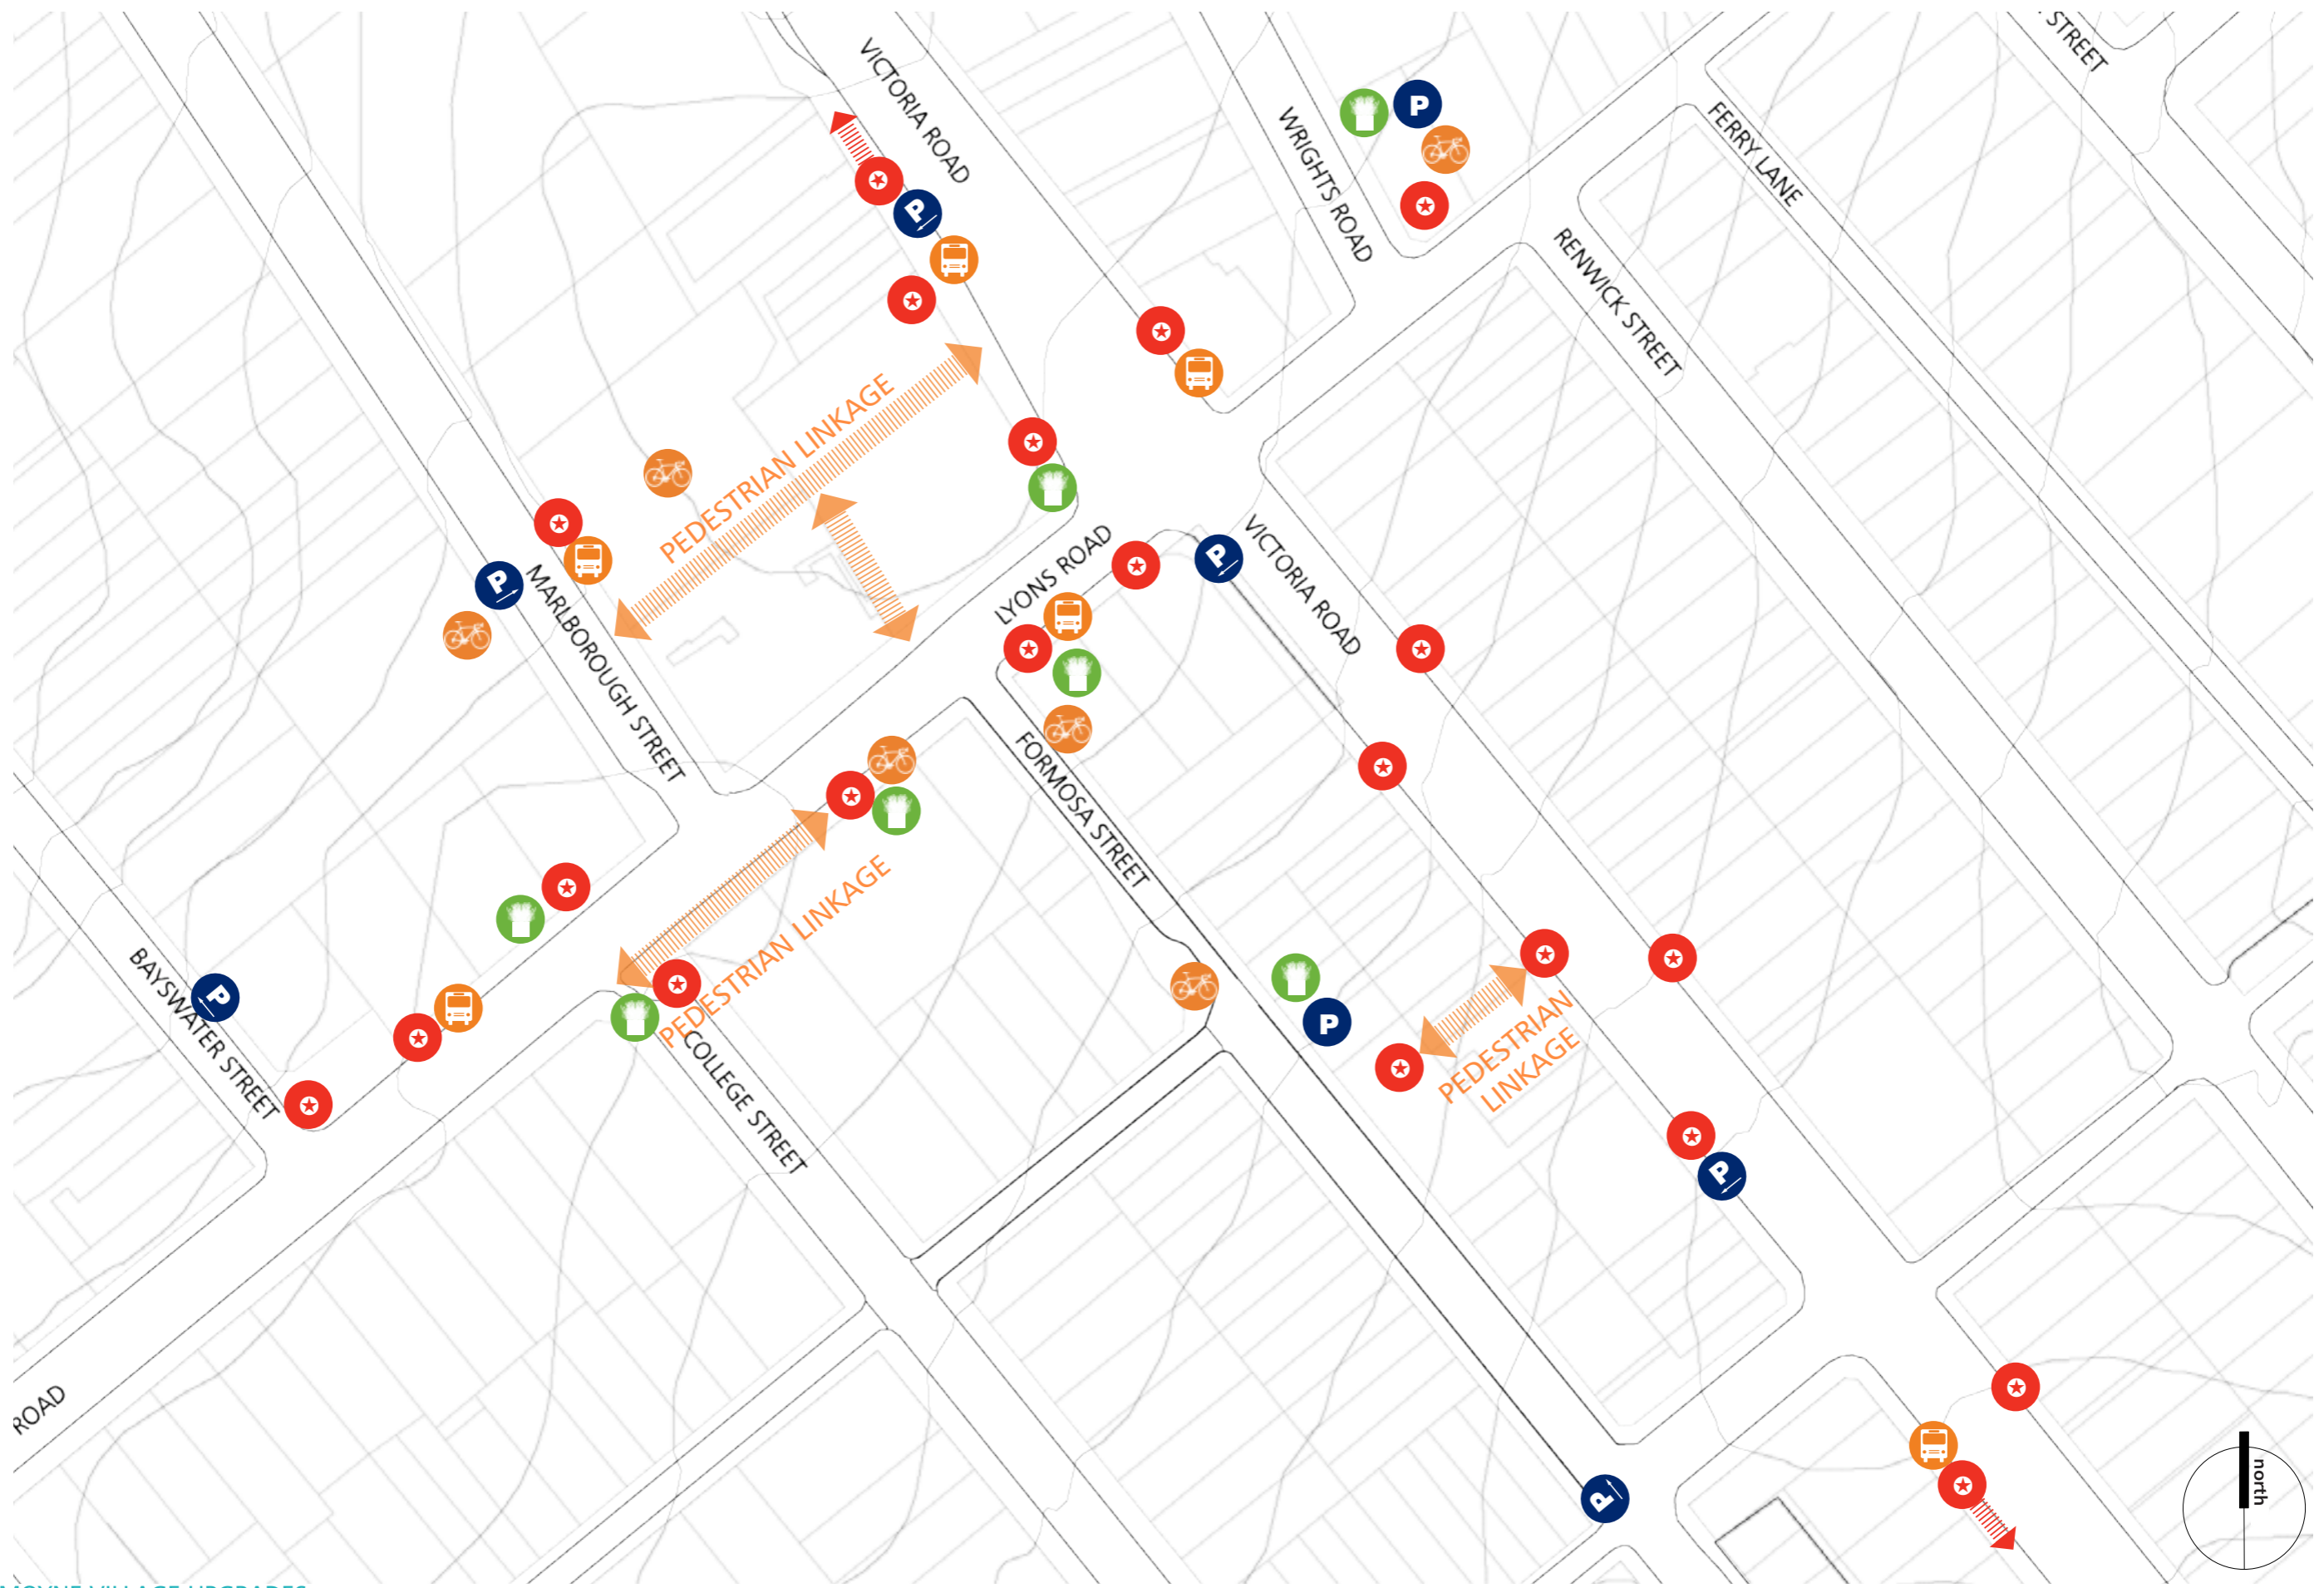 STREET
VICTORIA ROAD
WRIGHTS ROAD
P
FERRY LANE
P
RENWICK STREET
PEDESTRIAN LINKAGE
LYONS ROAD
P
VICTORIA ROAD
P
MARLBOROUGH STREET
FORMOSA STREET
PEDESTRIAN LINKAGE
BAYSWATER STREET
P
COLLEGE STREET
P
PEDESTRIAN
LINKAGE
P
ROAD
P
north